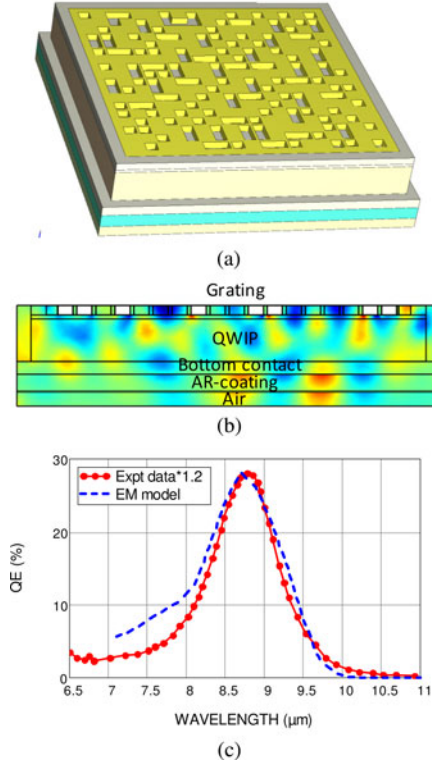 (a)
Grating
QWIP
Bottom contact
AR-coating
Air
(b)
30
20
10
0
QE (%)
Expt data*1.2
EM model
6.5 7 7.5 8 8.5 9 9.5 10 10.5 11
WAVELENGTH (µm)
(c)